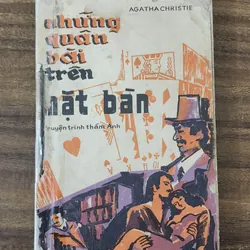 AGATHA CHRISTIE
những
quân
bài
trên
mặt bàn
truyện trinh thám Anh